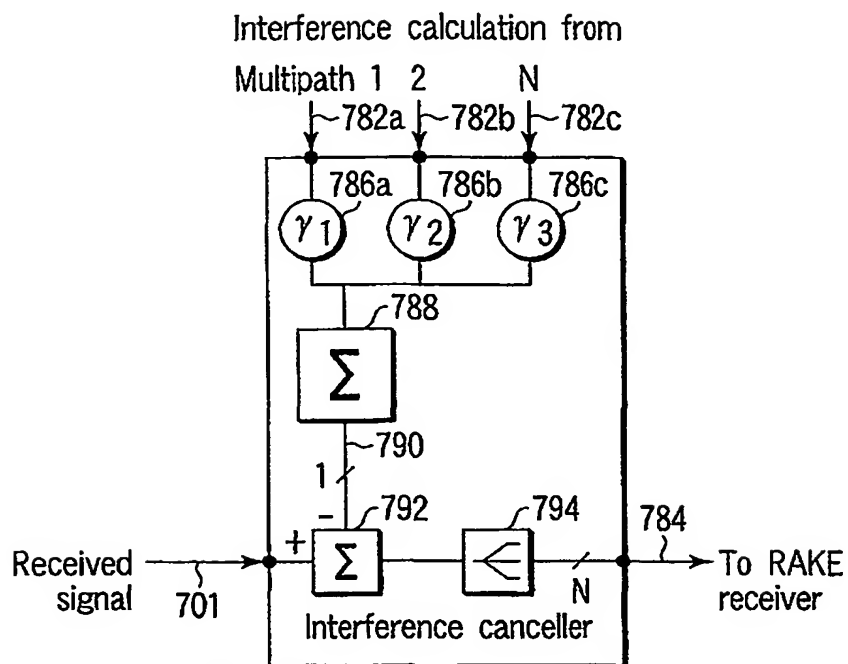 Interference calculation from
Multipath 1 2 N
782a 782b 782c
786a 786b 786c
γ1 γ2 γ3
788
Σ
790
1
-
792 794 784
+
Σ
Received signal
701
N
To RAKE receiver
Interference canceller